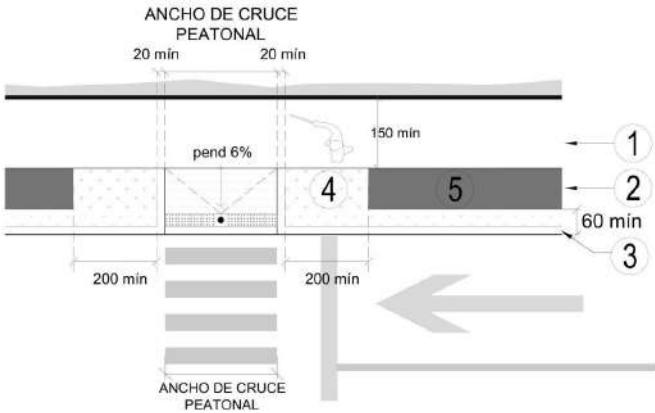 ANCHO DE CRUCE
PEATONAL
20 mín
20 mín
150 mín
1
pend 6%
4
5
2
60 mín
3
200 mín
200 mín
ANCHO DE CRUCE
PEATONAL